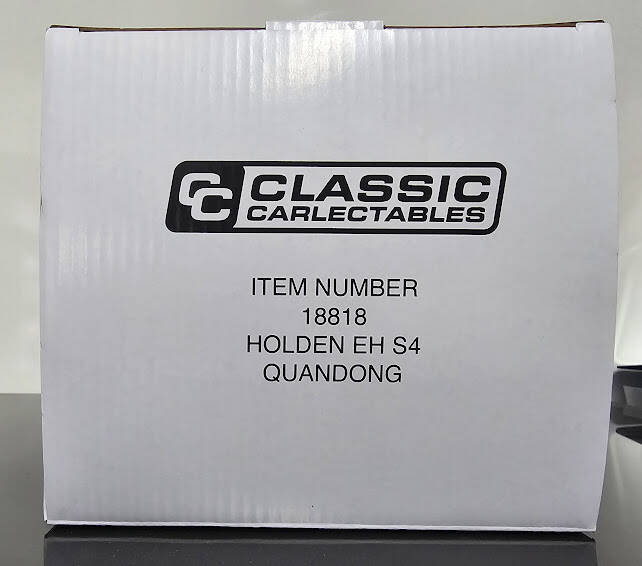 CC CLASSIC
CARLECTABLES
ITEM NUMBER
18818
HOLDEN EH S4
QUANDONG